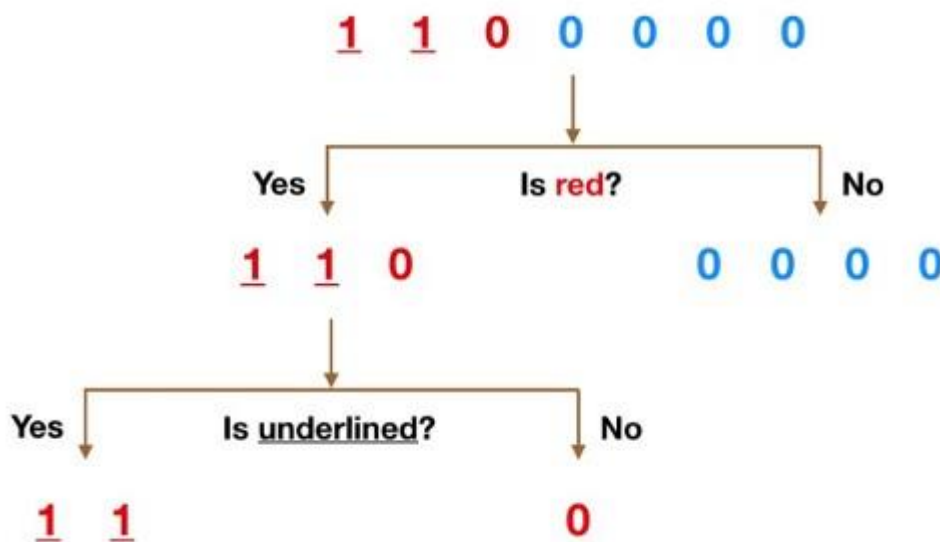 1 1 0 0 0 0 0
Yes Is red? No
1 1 0 0 0 0 0
Yes Is underlined? No
1 1 0